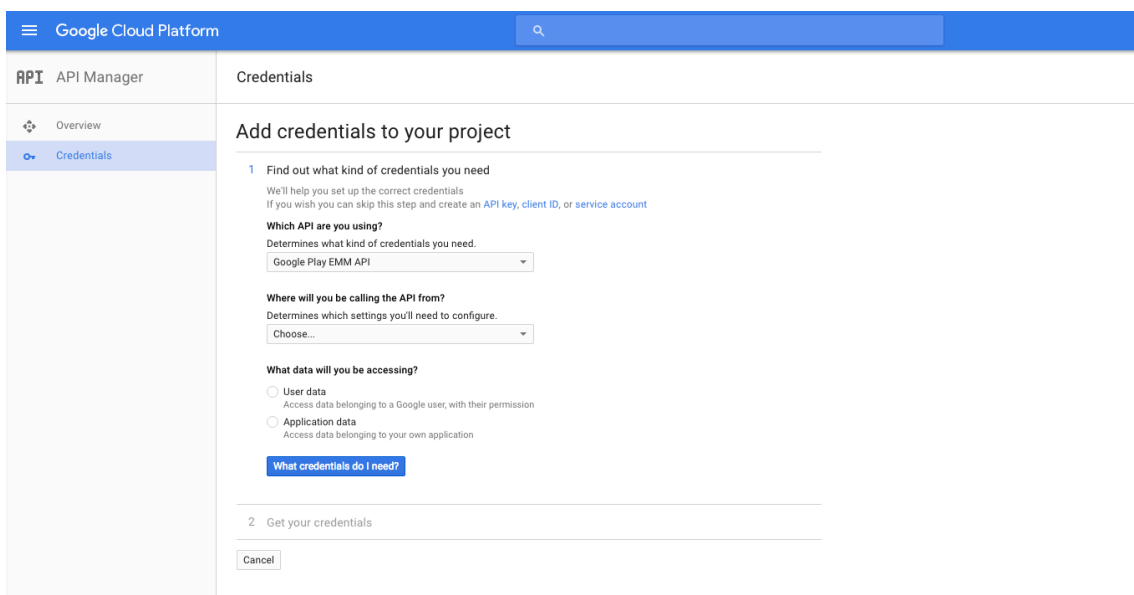 Google Cloud Platform
API API Manager
Credentials
Overview
Credentials
Add credentials to your project
1 Find out what kind of credentials you need
We'll help you set up the correct credentials
If you wish you can skip this step and create an API key, client ID, or service account
Which API are you using?
Determines what kind of credentials you need.
Google Play EMM API
Where will you be calling the API from?
Determines which settings you'll need to configure.
Choose...
What data will you be accessing?
User data
Access data belonging to a Google user, with their permission
Application data
Access data belonging to your own application
What credentials do I need?
2 Get your credentials
Cancel